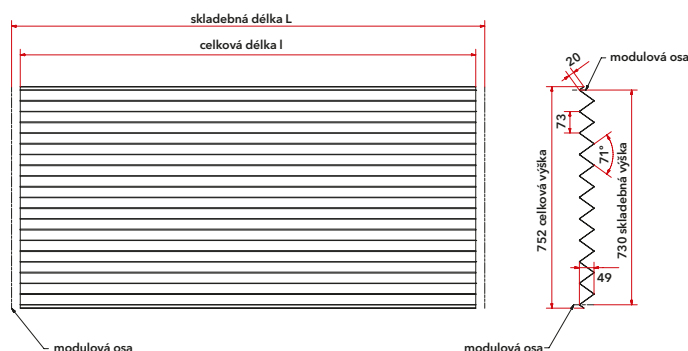 skladebná délka L
celková délka l
20
modulová osa
73
71°
752 celková výška
730 skladebná výška
49
modulová osa
modulová osa